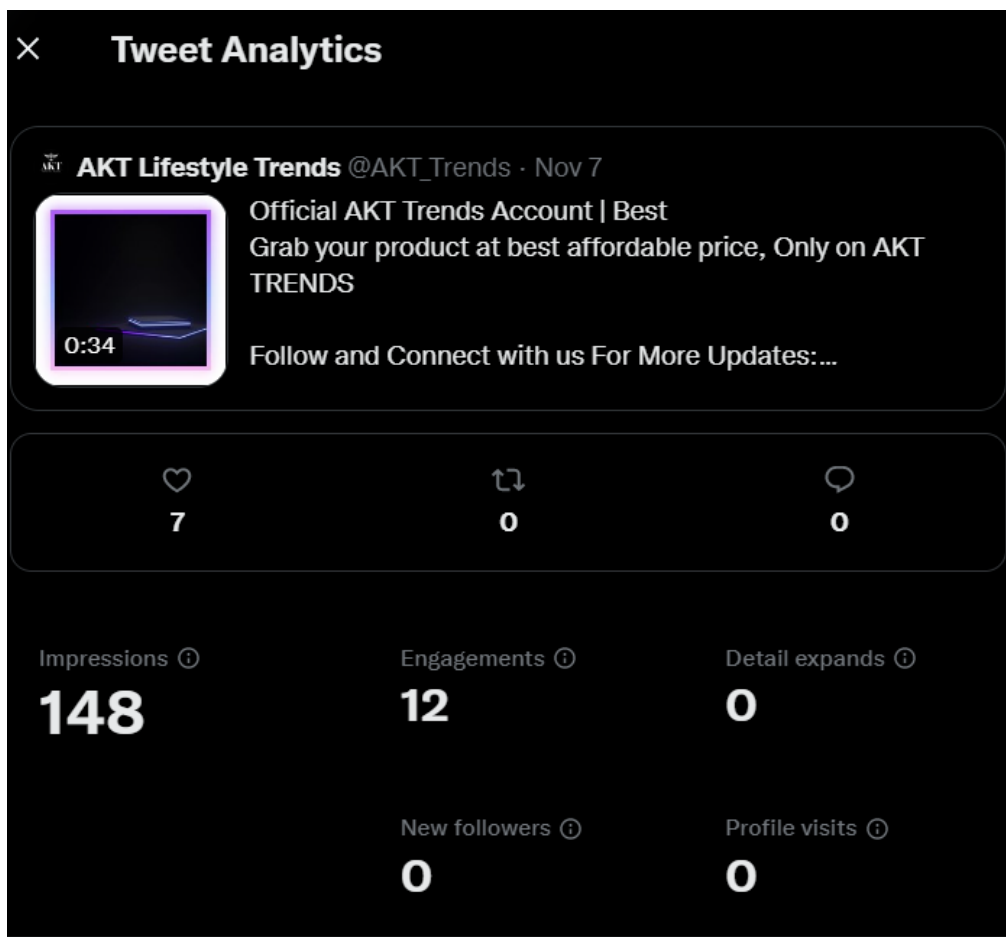 Tweet Analytics
AKT AKT Lifestyle Trends @AKT_Trends · Nov 7
Official AKT Trends Account | Best
Grab your product at best affordable price, Only on AKT
TRENDS
0:34
Follow and Connect with us For More Updates:...
7 0 0
Impressions Engagements Detail expands
148 12 0
New followers Profile visits
0 0